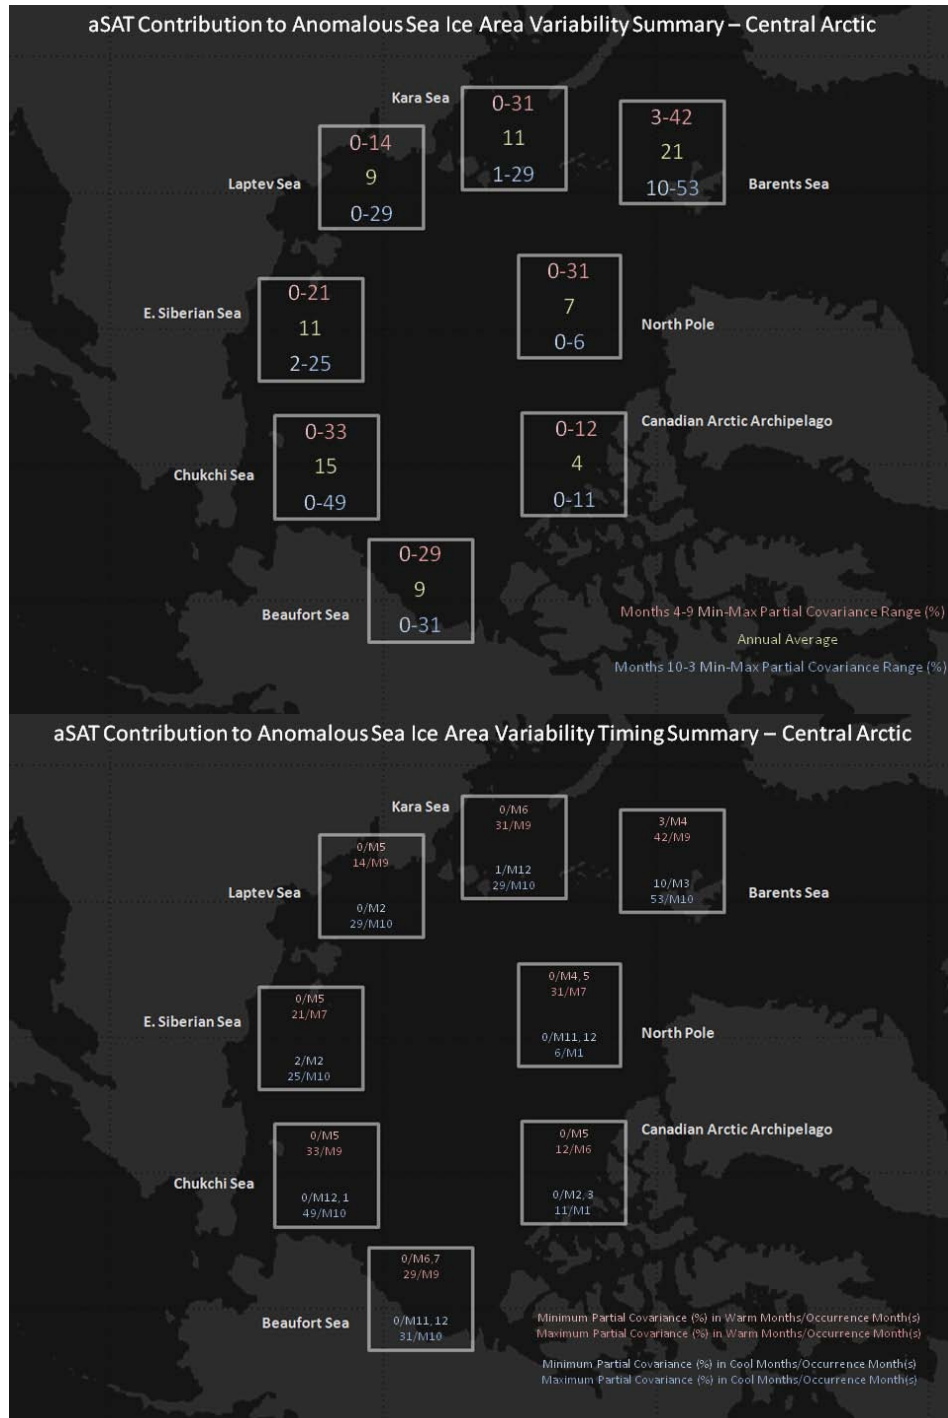 aSAT Contribution to Anomalous Sea Ice Area Variability Summary – Central Arctic
Kara Sea
0-31
11
1-29
3-42
21
10-53
Barents Sea
0-14
9
0-29
Laptev Sea
0-31
7
0-6
North Pole
E. Siberian Sea
0-21
11
2-25
Canadian Arctic Archipelago
0-12
4
0-11
Chukchi Sea
0-33
15
0-49
Beaufort Sea
0-29
9
0-31
Months 4-9 Min-Max Partial Covariance Range (%)
Annual Average
Months 10-3 Min-Max Partial Covariance Range (%)
aSAT Contribution to Anomalous Sea Ice Area Variability Timing Summary – Central Arctic
Kara Sea
0/M6
31/M9
1/M12
29/M10
3/M4
42/M9
10/M3
53/M10
Barents Sea
0/M5
14/M9
0/M2
29/M10
Laptev Sea
0/M4, 5
31/M7
0/M11, 12
6/M1
North Pole
E. Siberian Sea
0/M5
21/M7
2/M2
25/M10
Canadian Arctic Archipelago
0/M5
12/M6
0/M2, 3
11/M1
Chukchi Sea
0/M5
33/M9
0/M12, 1
49/M10
Beaufort Sea
0/M6,7
29/M9
0/M11, 12
31/M10
Minimum Partial Covariance (%) in Warm Months/Occurrence Month(s)
Maximum Partial Covariance (%) in Warm Months/Occurrence Month(s)
Minimum Partial Covariance (%) in Cool Months/Occurrence Month(s)
Maximum Partial Covariance (%) in Cool Months/Occurrence Month(s)